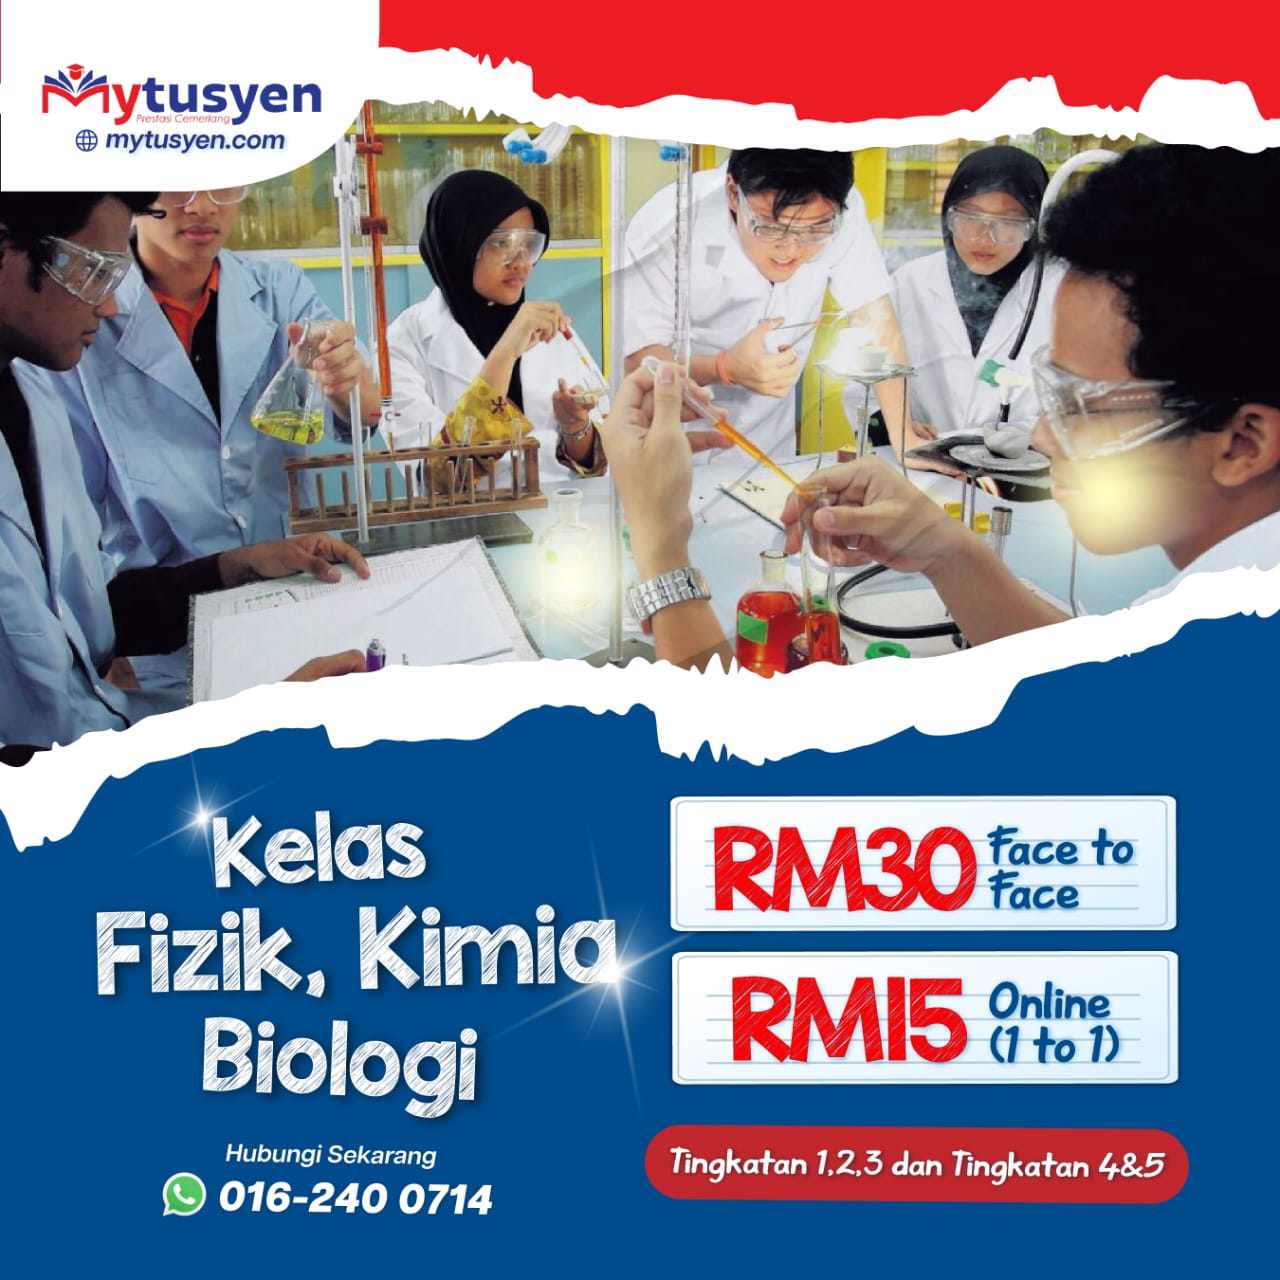 Mytusyen
Prestasi Cemerlang
mytusyen.com
Kelas
Fizik, Kimia
Biologi
Hubungi Sekarang
016-240 0714
RM30 Face to
Face
RM15 Online
(1 to 1)
Tingkatan 1,2,3 dan Tingkatan 4&5